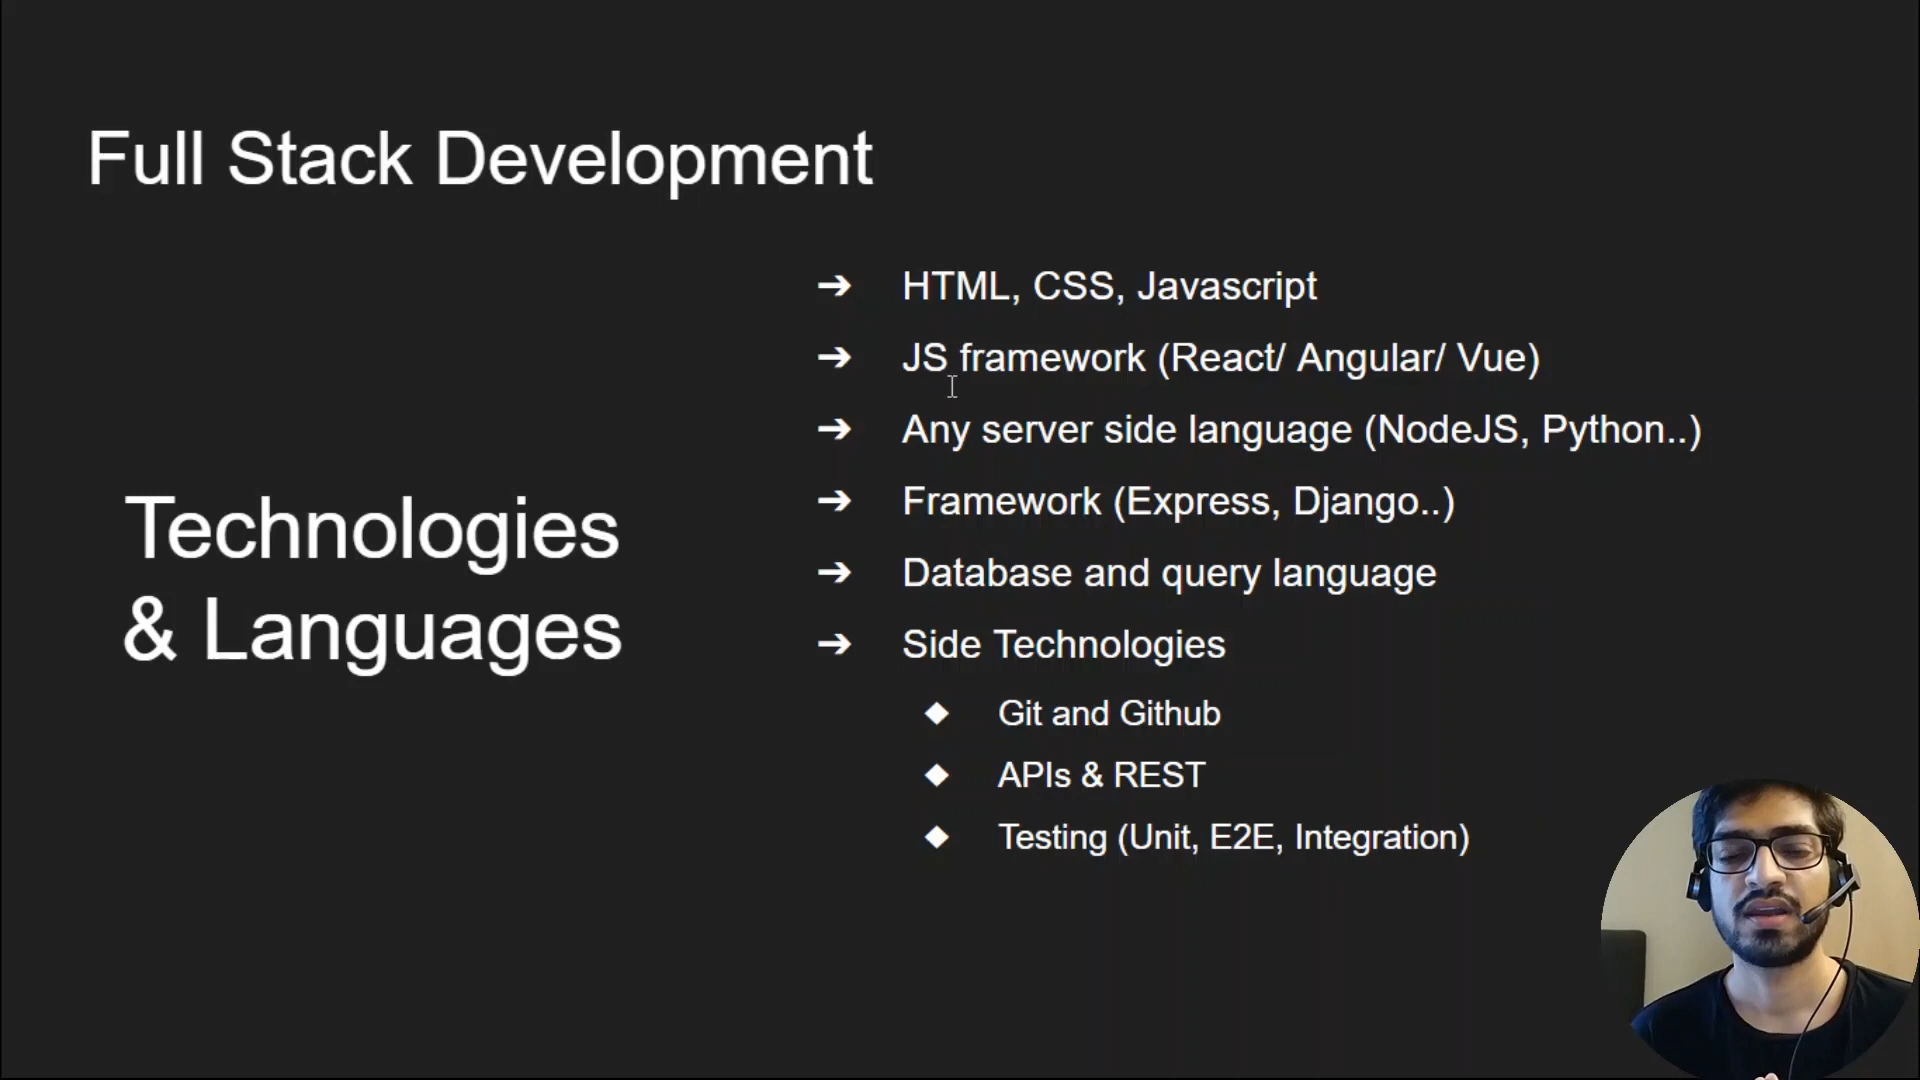 Full Stack Development
Technologies
& Languages
➔ HTML, CSS, Javascript
➔ JS framework (React/ Angular/ Vue)
➔ Any server side language (NodeJS, Python..)
➔ Framework (Express, Django..)
➔ Database and query language
➔ Side Technologies
◆ Git and Github
◆ APIs & REST
◆ Testing (Unit, E2E, Integration)